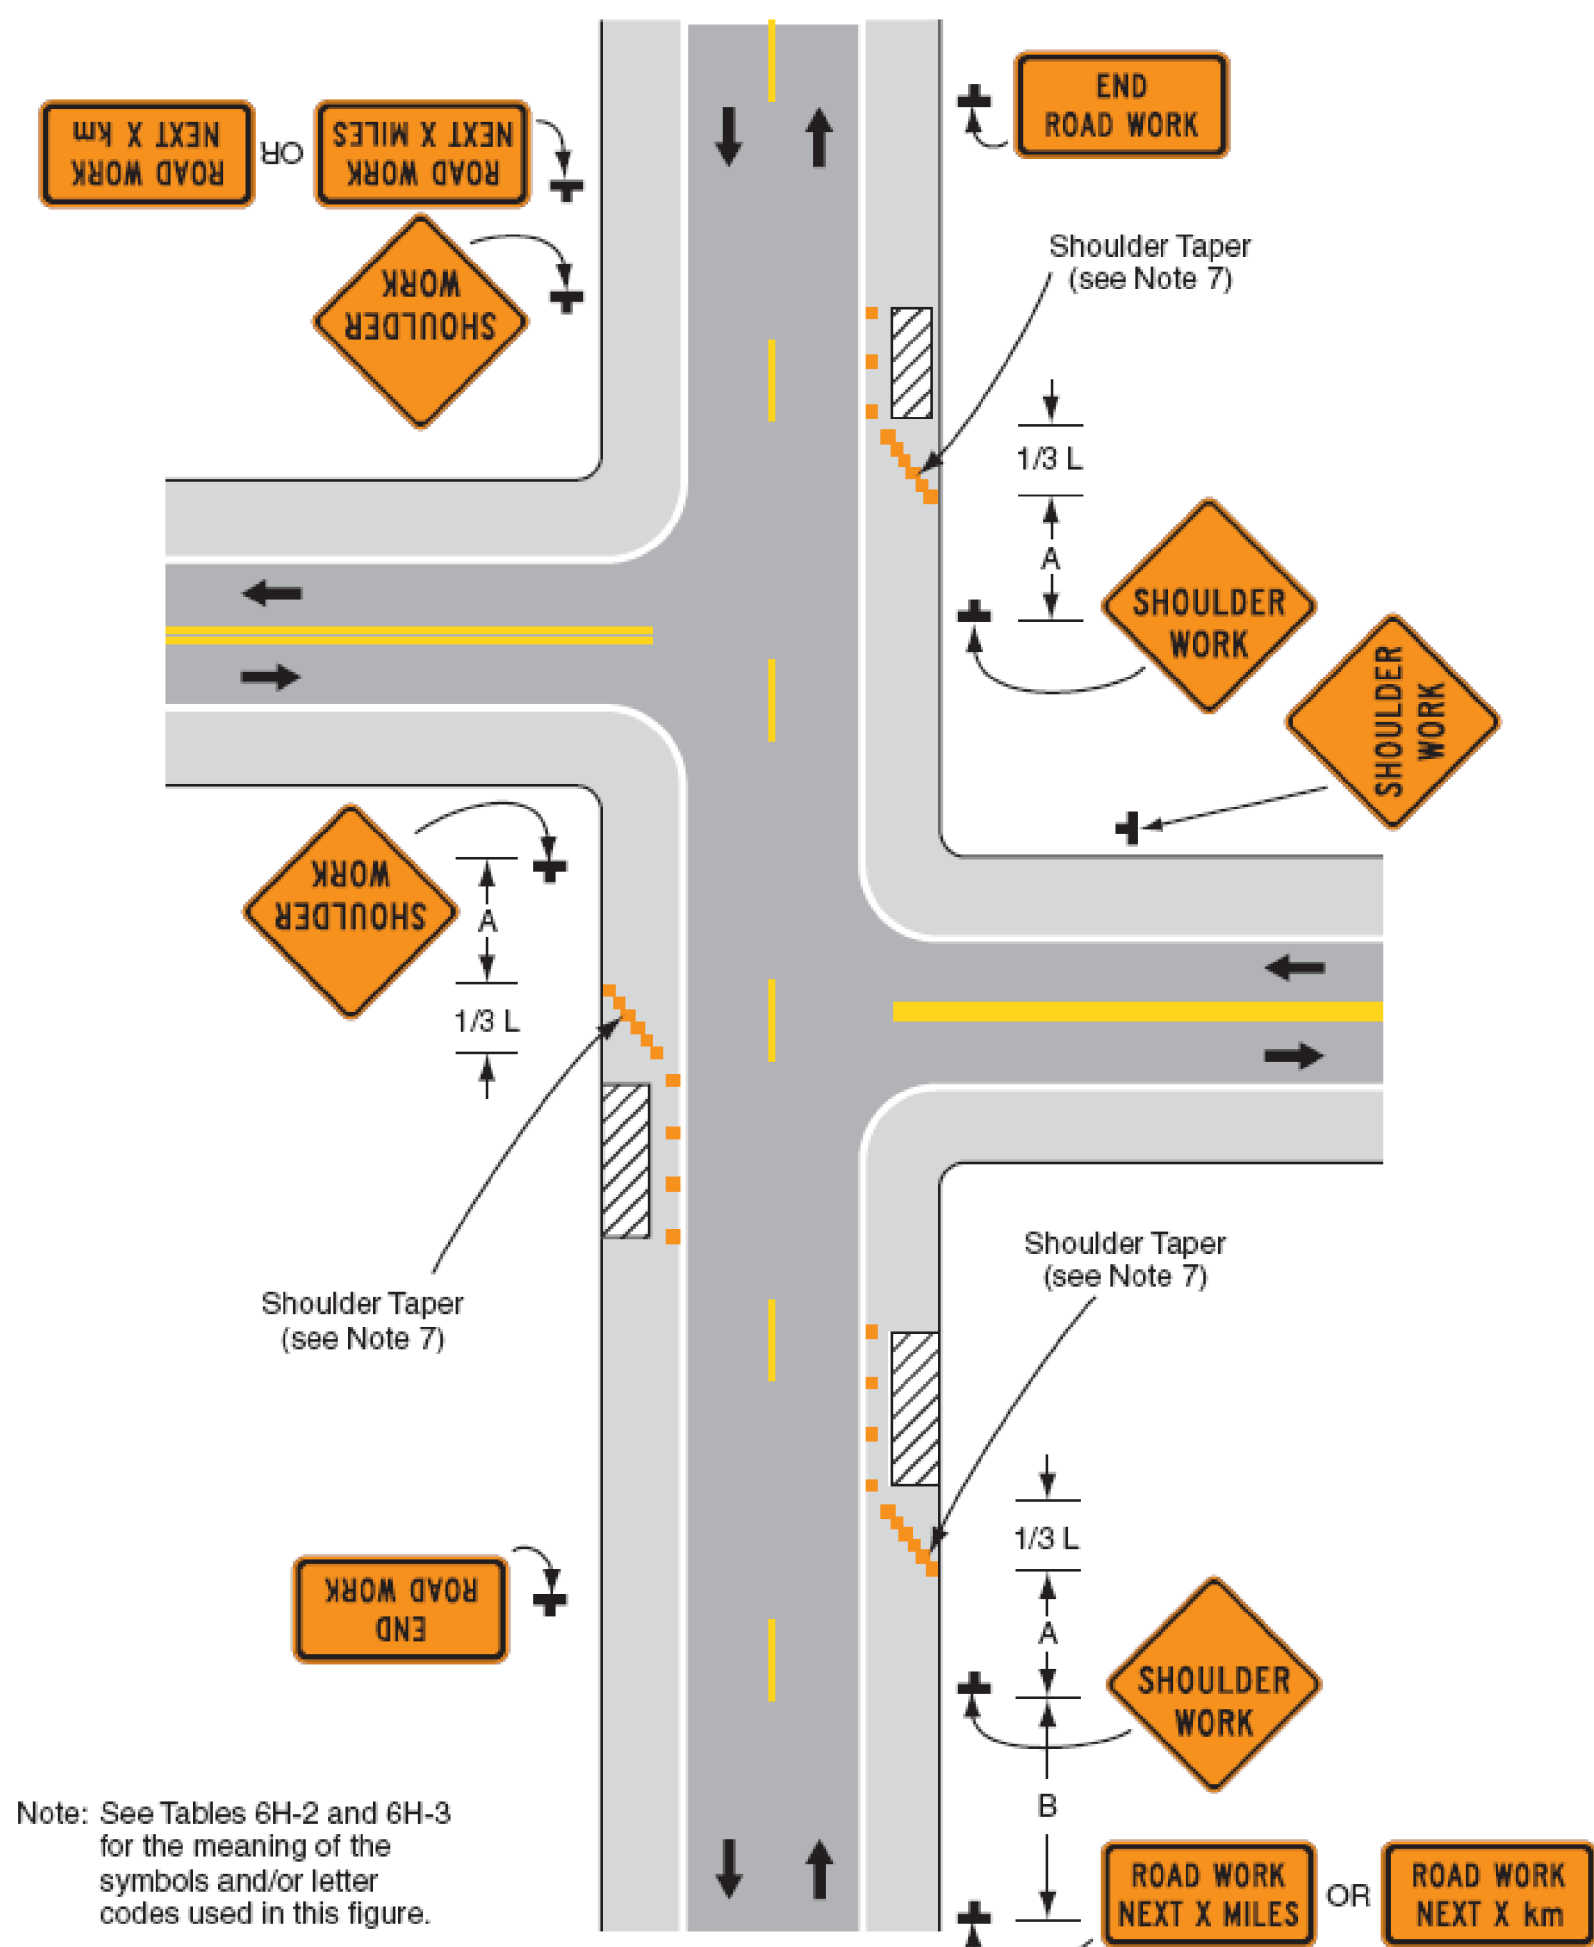 END
ROAD WORK
ROAD WORK
NEXT X km
OR
ROAD WORK
NEXT X MILES
SHOULDER
WORK
Shoulder Taper
(see Note 7)
1/3 L
A
SHOULDER
WORK
SHOULDER
WORK
SHOULDER
WORK
A
1/3 L
Shoulder Taper
(see Note 7)
Shoulder Taper
(see Note 7)
1/3 L
A
END
ROAD WORK
SHOULDER
WORK
B
Note: See Tables 6H-2 and 6H-3
for the meaning of the
symbols and/or letter
codes used in this figure.
ROAD WORK
NEXT X MILES
OR
ROAD WORK
NEXT X km